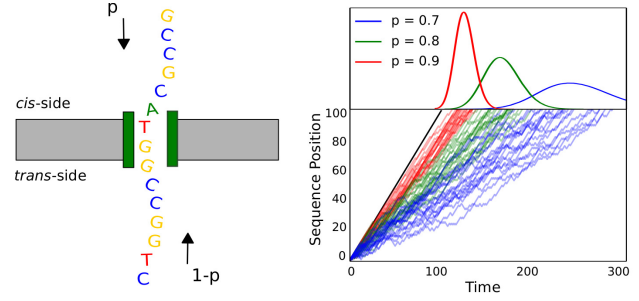 p
G
C
C
G
C
A
T
G
G
C
C
G
G
T
C
cis-side
trans-side
1-p
p = 0.7
p = 0.8
p = 0.9
Sequence Position
100
80
60
40
20
0
0
100
200
300
Time